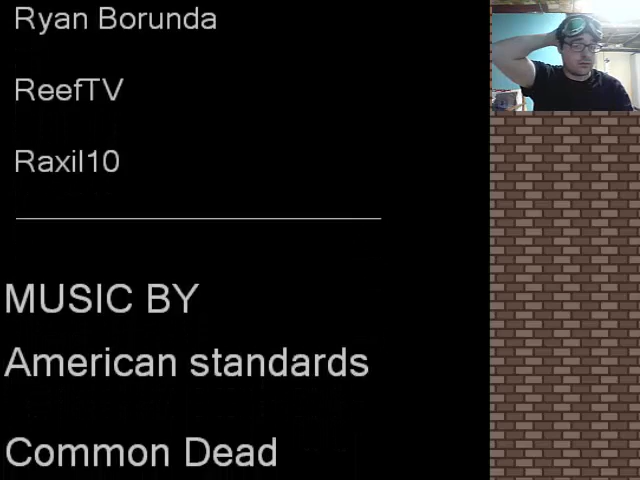 Ryan Borunda
ReefTV
Raxil10
MUSIC BY
American standards
Common Dead